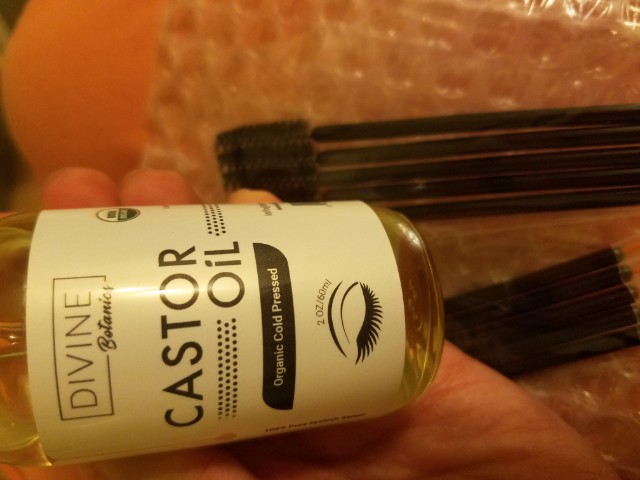 DIVINE
Botanics
CASTOR
OiL
Organic Cold Pressed
2 OZ/60ml